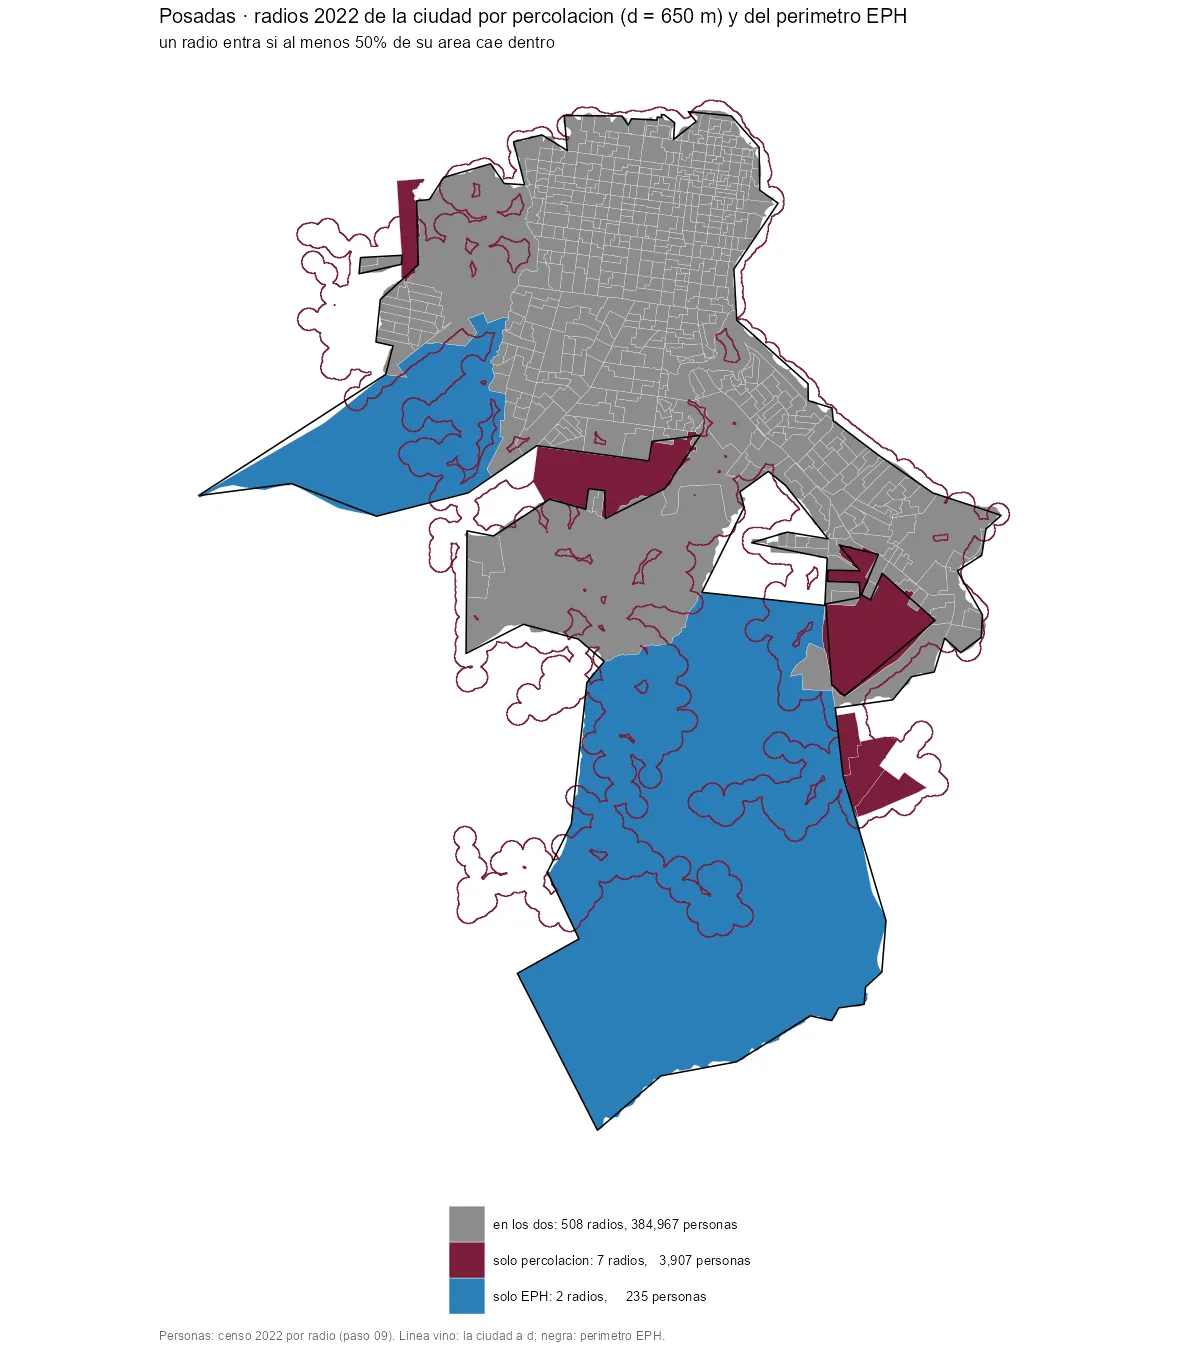 Posadas · radios 2022 de la ciudad por percolacion (d = 650 m) y del perimetro EPH
un radio entra si al menos 50% de su area cae dentro
en los dos: 508 radios, 384,967 personas
solo percolacion: 7 radios, 3,907 personas
solo EPH: 2 radios, 235 personas
Personas: censo 2022 por radio (paso 09). Linea vino: la ciudad a d; negra: perimetro EPH.